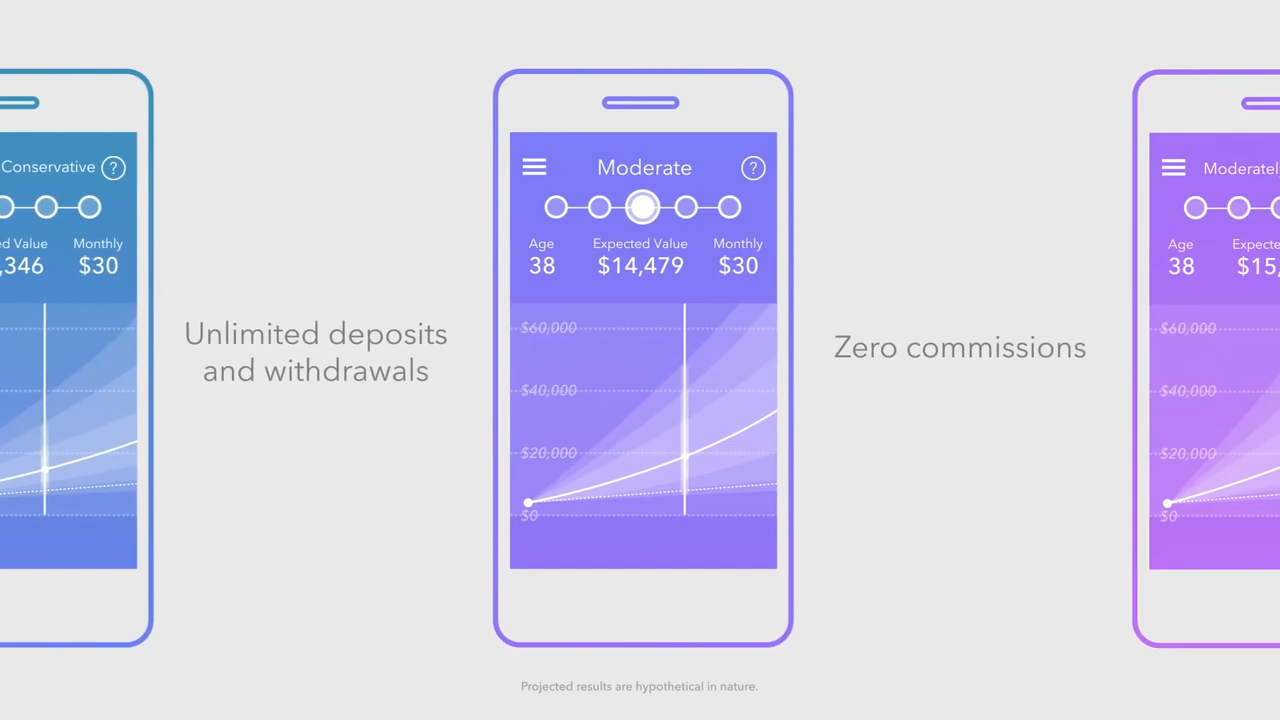 Conservative ?
ed Value Monthly
,346 $30
Unlimited deposits
and withdrawals
Moderate ?
Age Expected Value Monthly
38 $14,479 $30
$60,000
$40,000
$20,000
$0
Zero commissions
Moderately
Age Expecte
38 $15,
$60,000
$40,000
$20,000
$0
Projected results are hypothetical in nature.